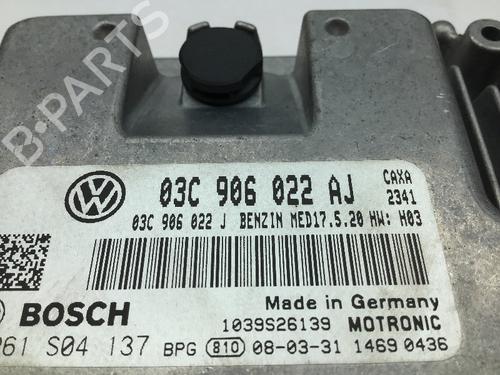 B-PARTS
03C 906 022 AJ CAXA
2341
03C 906 022 J BENZIN MED17.5.20 HW: H03
BOSCH
Made in Germany
1039S26139 MOTRONIC
261 S04 137 BPG 810 08-03-31 1469 0436